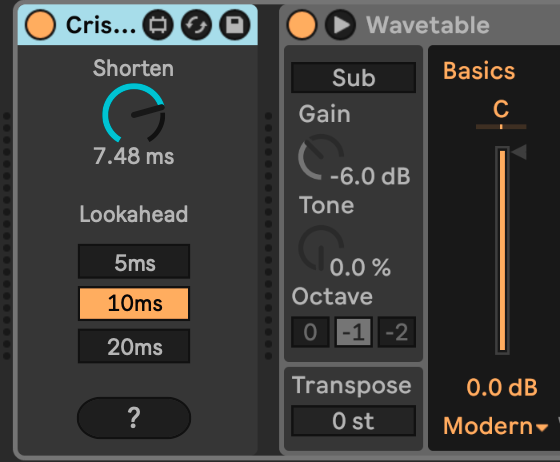 Cris...
Shorten
7.48 ms
Lookahead
5ms
10ms
20ms
?
Wavetable
Sub
Gain
-6.0 dB
Tone
0.0 %
Octave
0 -1 -2
Transpose
0 st
Basics
C
0.0 dB
Modern